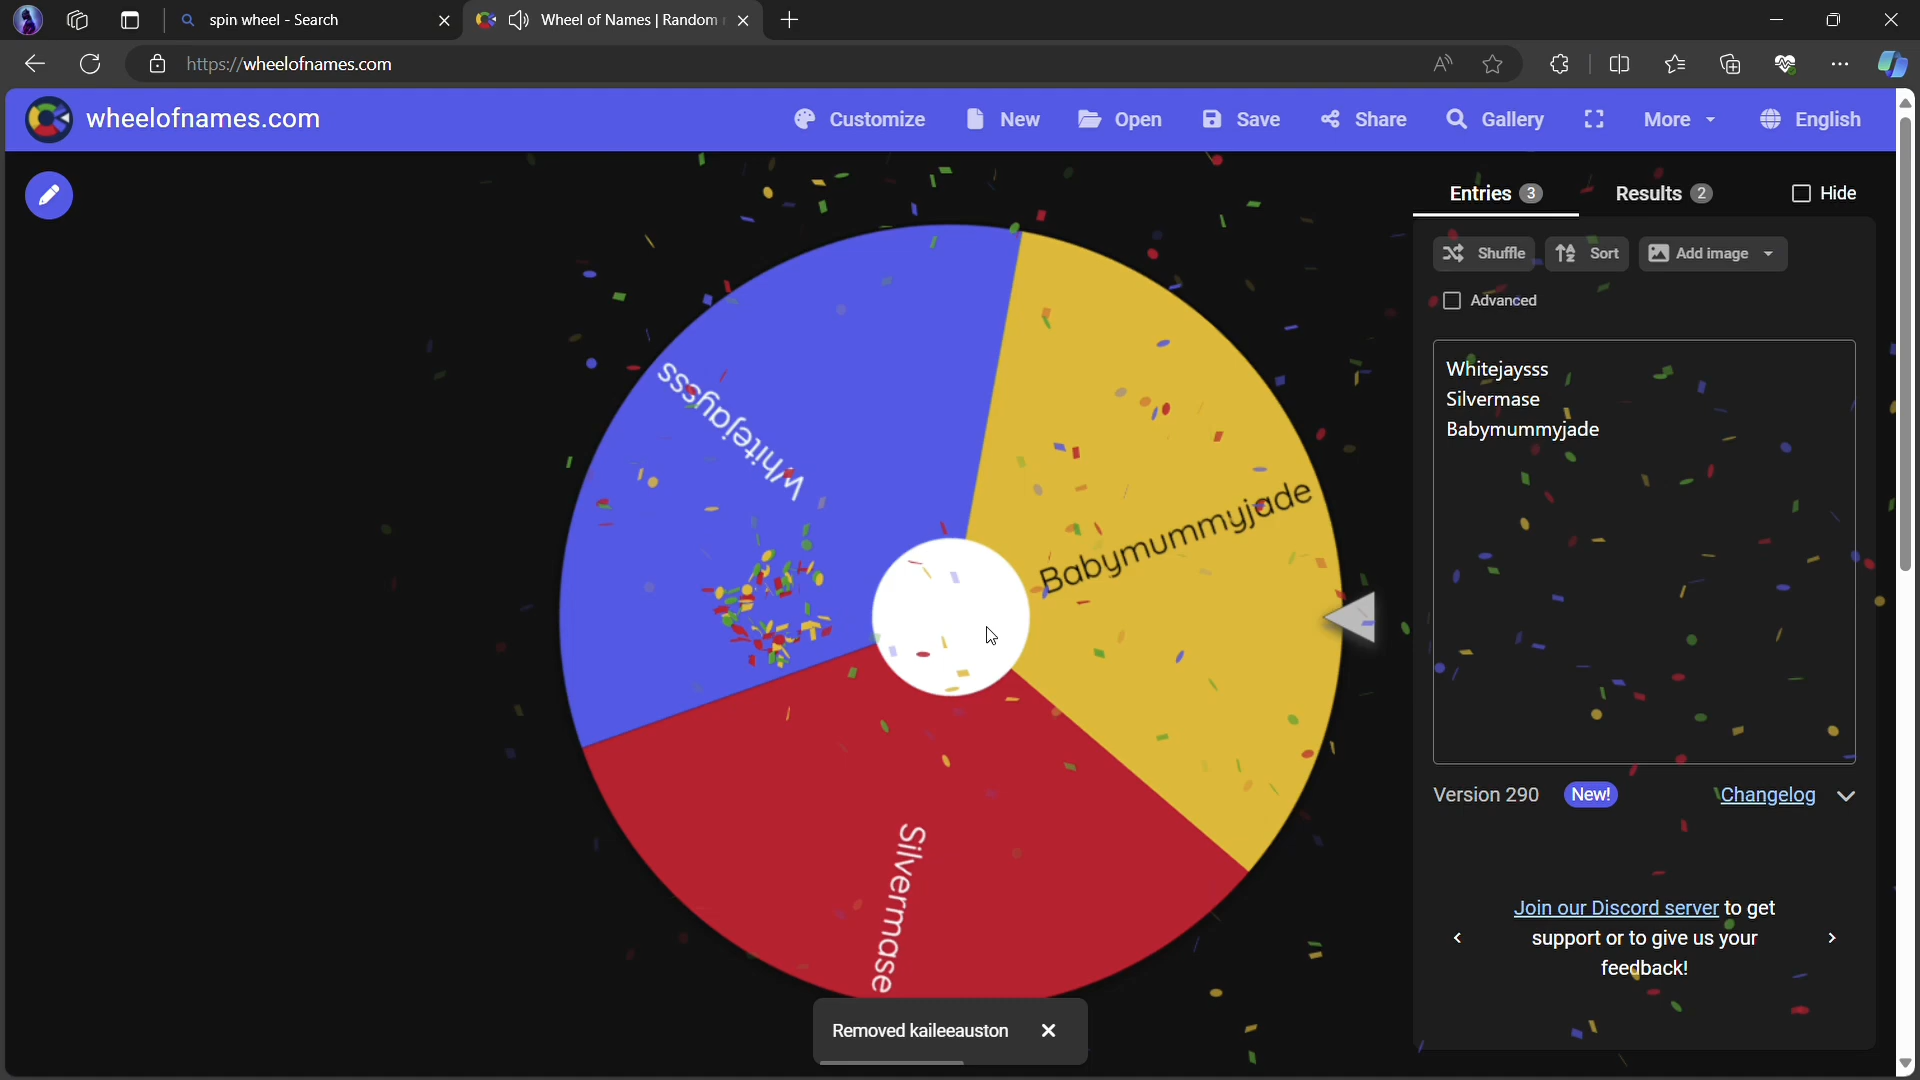 spin wheel - Search
Wheel of Names | Random
https://wheelofnames.com
wheelofnames.com
Customize
New
Open
Save
Share
Gallery
More
English
Entries 3
Results 2
Hide
Shuffle
Sort
Add image
Advanced
Whitejaysss
Silvermase
Babymummyjade
Whitejaysss
Babymummyjade
Silvermase
Version 290
New!
Changelog
Join our Discord server to get
support or to give us your
feedback!
Removed kaileeauston